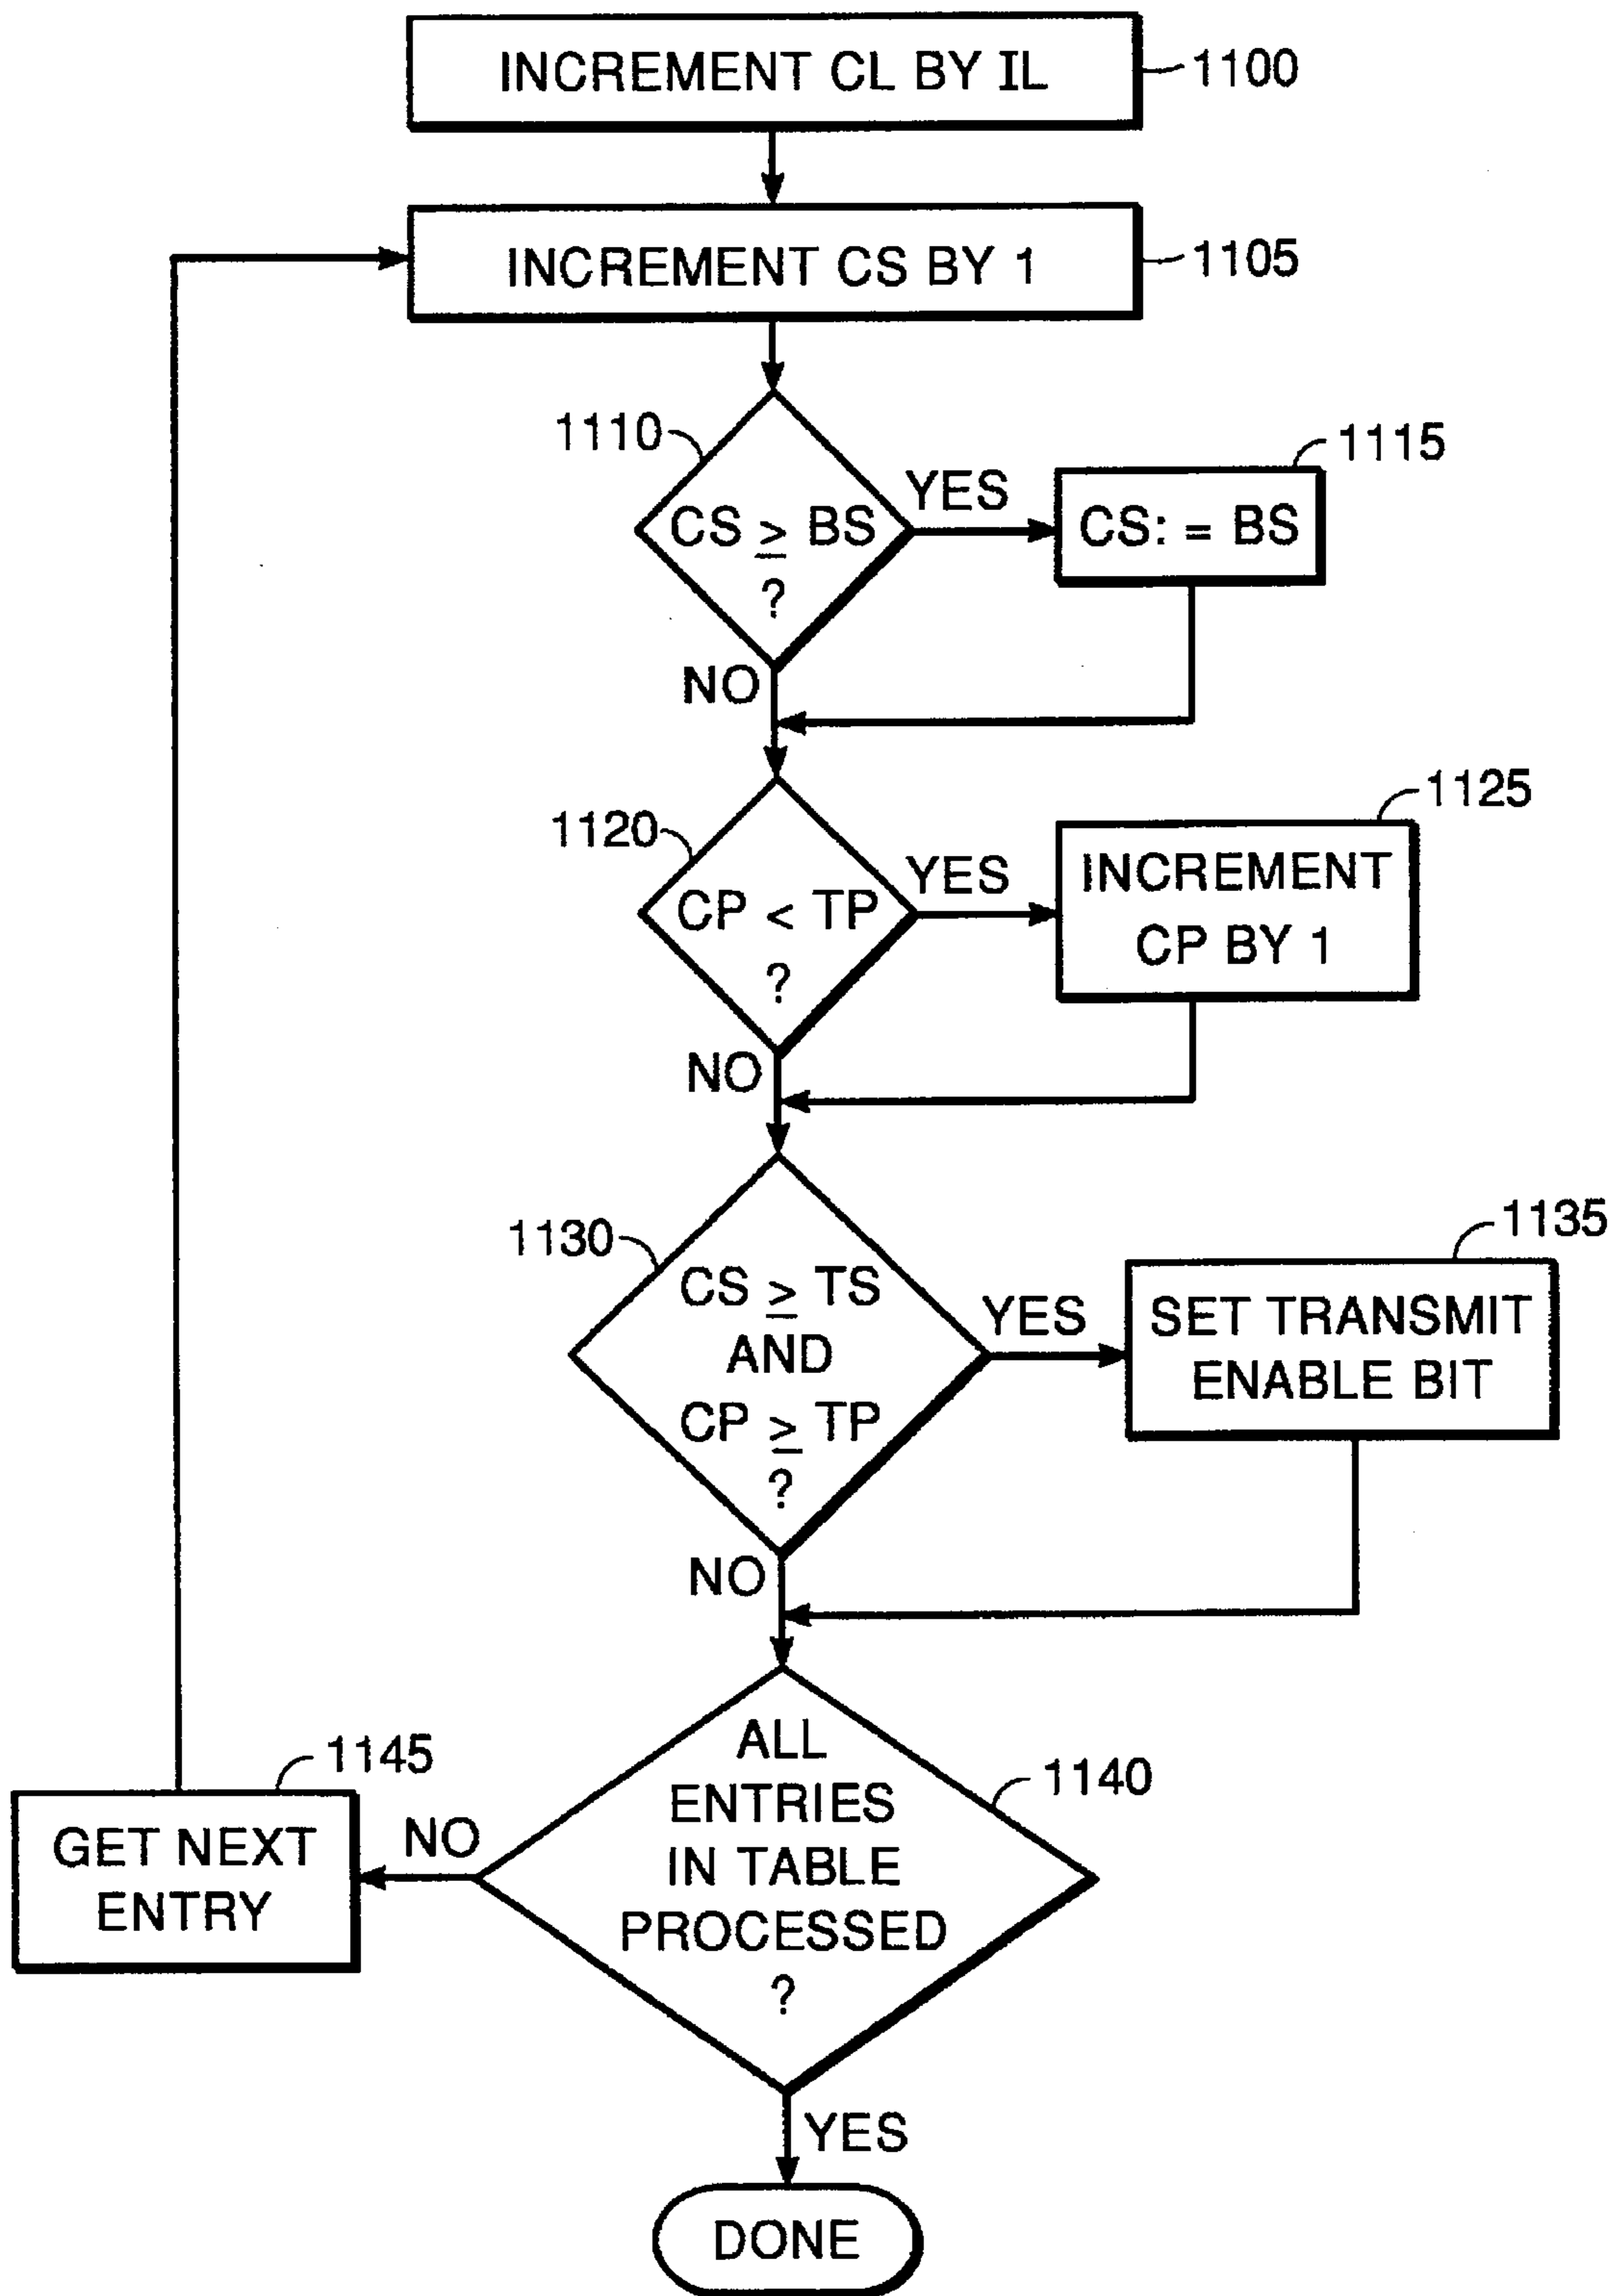 INCREMENT CL BY IL
1100
INCREMENT CS BY 1
1105
1110
CS ≥ BS
?
YES
NO
1115
CS: = BS
1120
CP < TP
?
YES
NO
1125
INCREMENT
CP BY 1
1130
CS ≥ TS
AND
CP ≥ TP
?
YES
NO
1135
SET TRANSMIT
ENABLE BIT
1140
ALL
ENTRIES
IN TABLE
PROCESSED
?
NO
1145
GET NEXT
ENTRY
YES
DONE